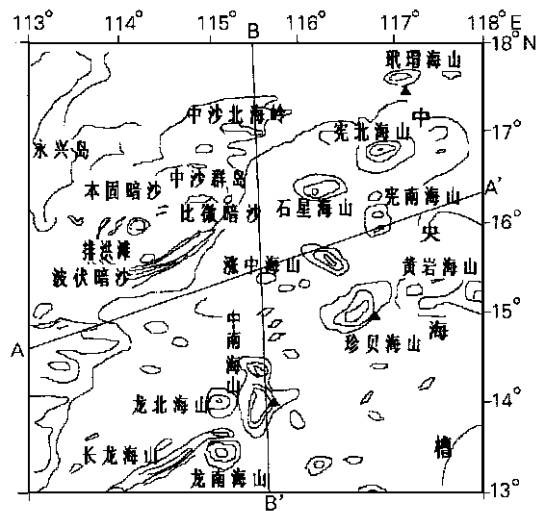 B
113° 114° 115° 116° 117° 118°E
18°N
玳瑁海山
中沙北海岭
宪北海山
中
17°
永兴岛
中沙群岛
本固暗沙
比微暗沙
石星海山
宪南海山
A'
16°
排洪滩
央
波伏暗沙
涨中海山
黄岩海山
15°
中南海山
海
珍贝海山
A
龙北海山
14°
长龙海山
龙南海山
槽
13°
B'